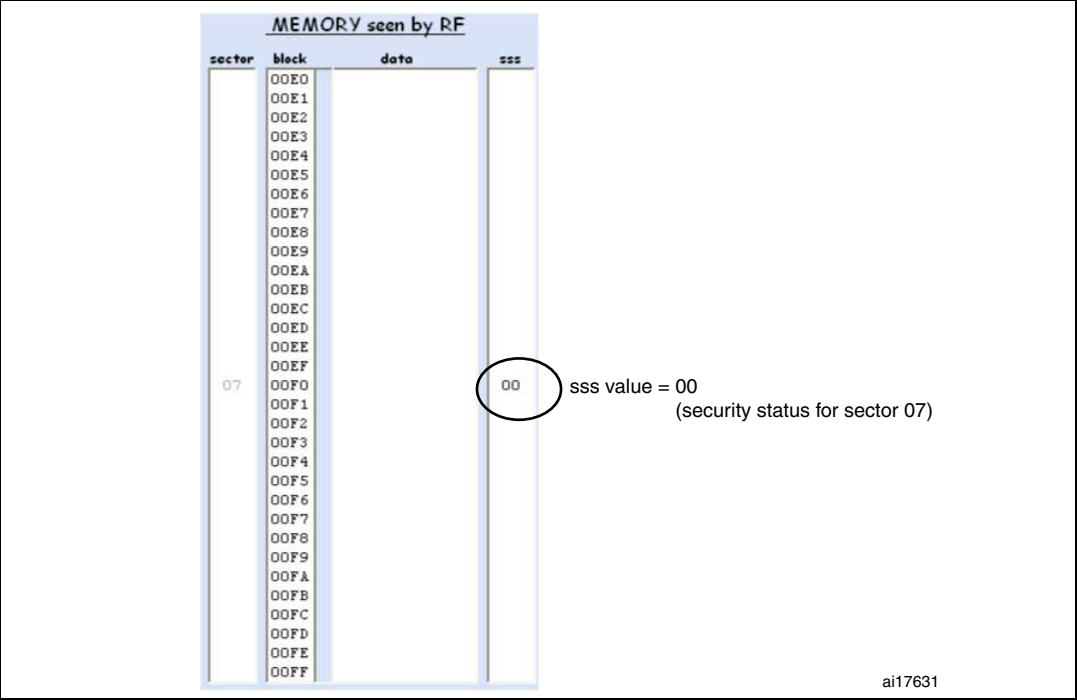 MEMORY seen by RF
sector block data sss
00E0
00E1
00E2
00E3
00E4
00E5
00E6
00E7
00E8
00E9
00EA
00EB
00EC
00ED
00EE
00EF
07 00F0 00 sss value = 00
00F1 (security status for sector 07)
00F2
00F3
00F4
00F5
00F6
00F7
00F8
00F9
00FA
00FB
00FC
00FD
00FE
00FF
ai17631